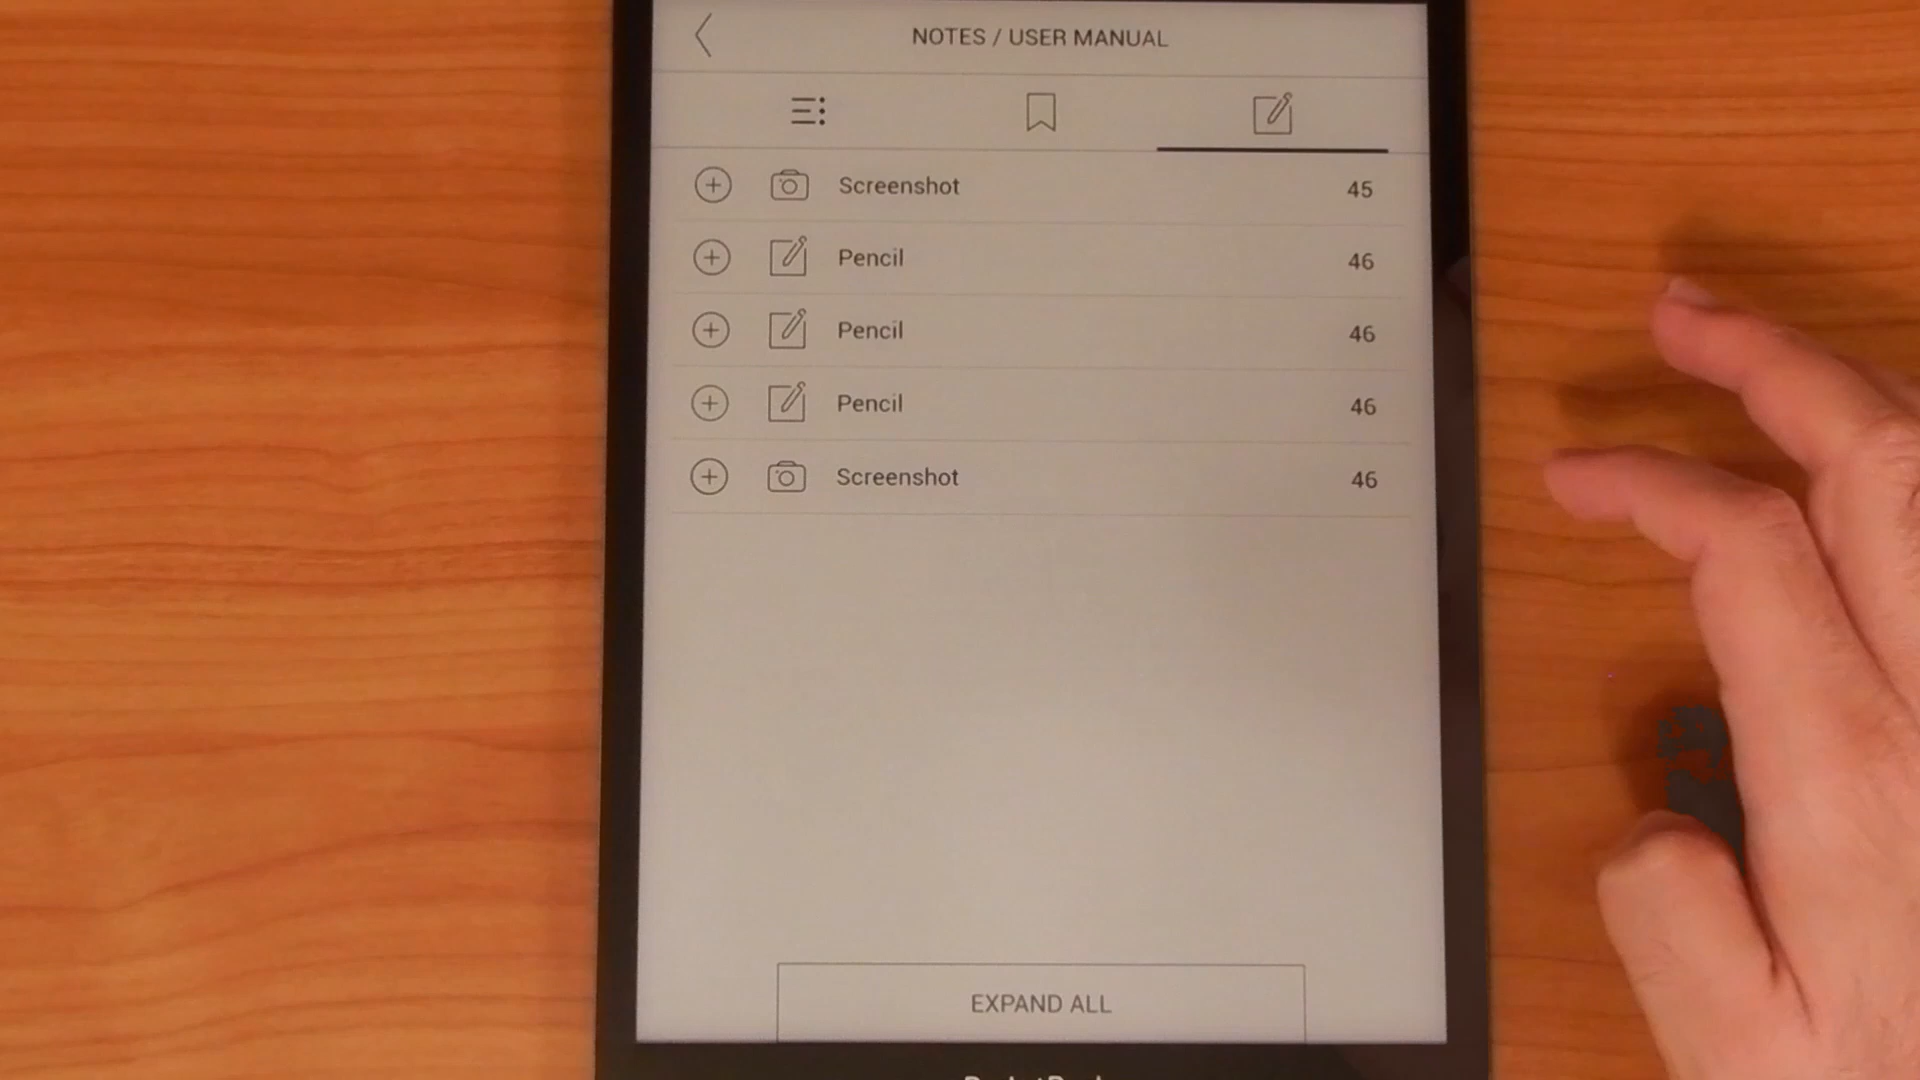 NOTES / USER MANUAL
Screenshot 45
Pencil 46
Pencil 46
Pencil 46
Screenshot 46
EXPAND ALL